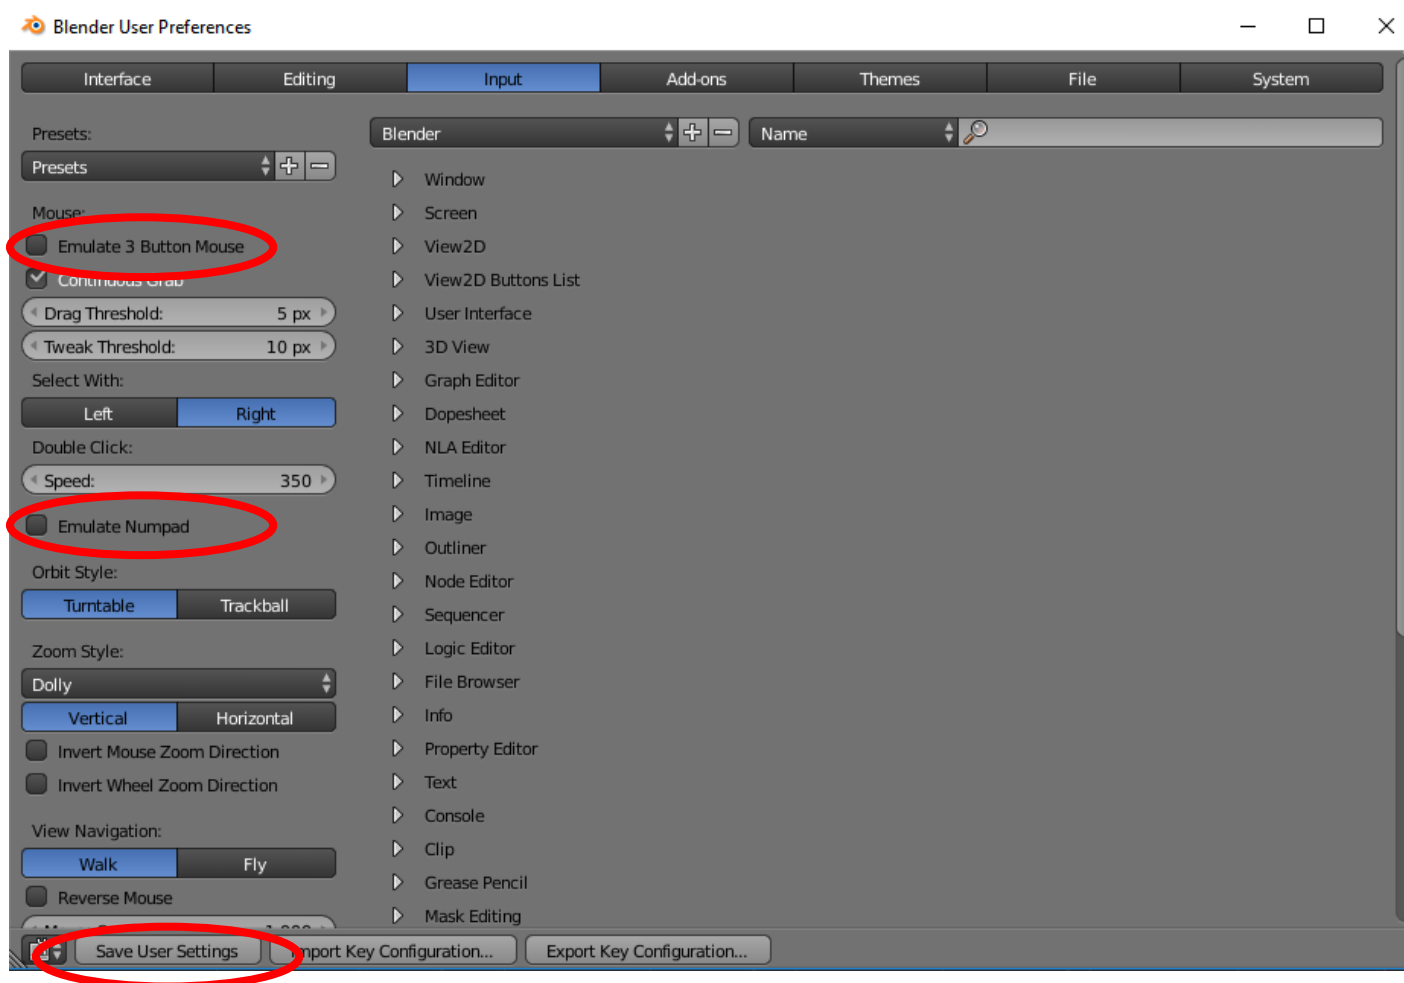 Blender User Preferences
Interface Editing Input Add-ons Themes File System
Presets:
Presets
Mouse:
Emulate 3 Button Mouse
Continuous Grab
Drag Threshold: 5 px
Tweak Threshold: 10 px
Select With:
Left Right
Double Click:
Speed: 350
Emulate Numpad
Orbit Style:
Turntable Trackball
Zoom Style:
Dolly
Vertical Horizontal
Invert Mouse Zoom Direction
Invert Wheel Zoom Direction
View Navigation:
Walk Fly
Reverse Mouse
Blender Name
Window
Screen
View2D
View2D Buttons List
User Interface
3D View
Graph Editor
Dopesheet
NLA Editor
Timeline
Image
Outliner
Node Editor
Sequencer
Logic Editor
File Browser
Info
Property Editor
Text
Console
Clip
Grease Pencil
Mask Editing
Save User Settings Import Key Configuration... Export Key Configuration...